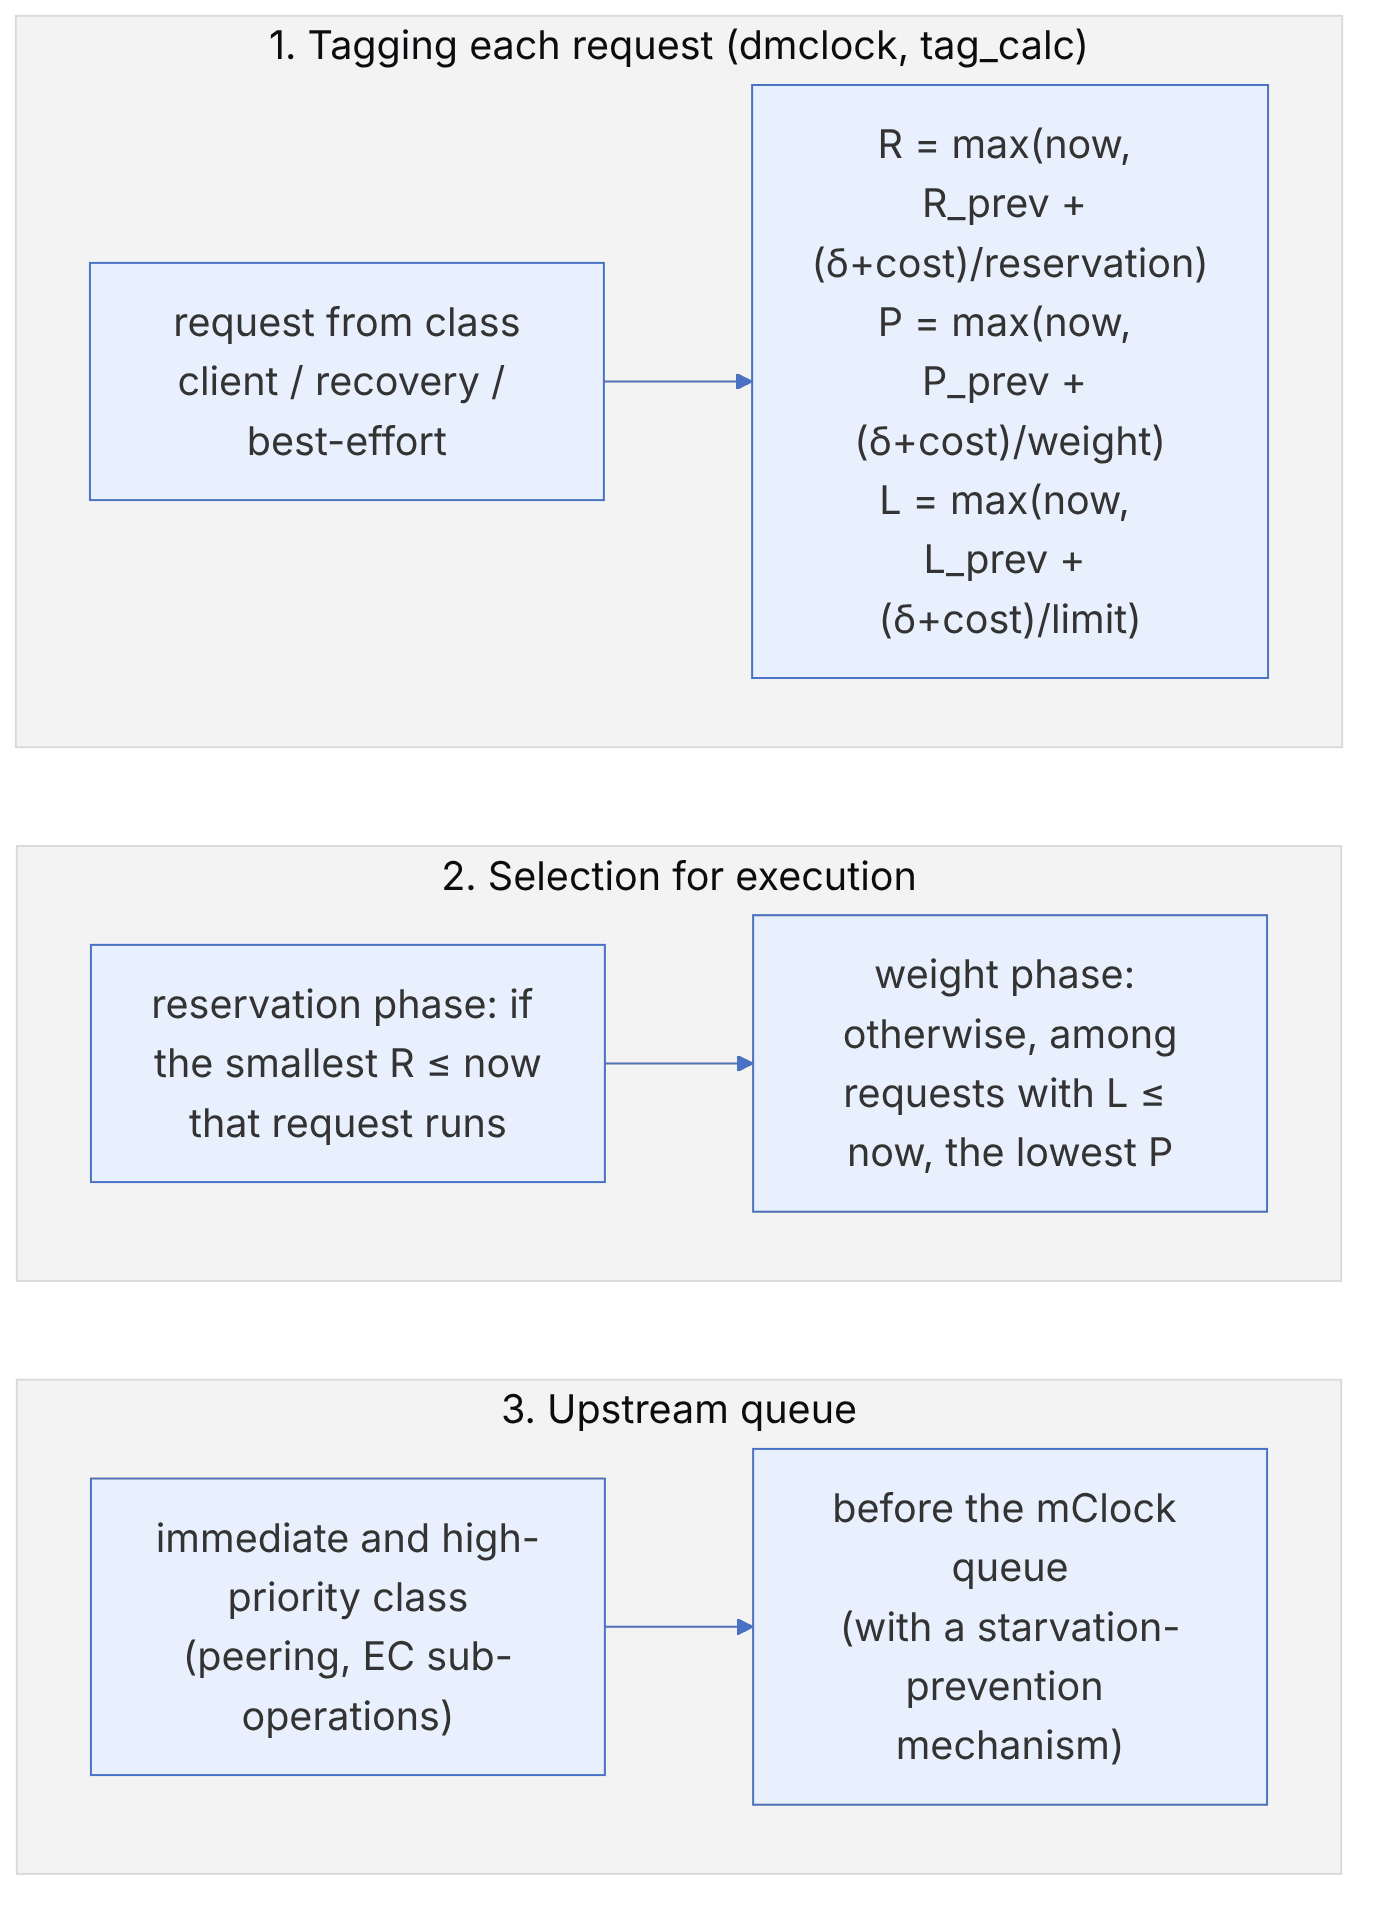 1. Tagging each request (dmclock, tag_calc)
request from class
client / recovery /
best-effort
R = max(now,
R_prev +
(δ+cost)/reservation)
P = max(now,
P_prev +
(δ+cost)/weight)
L = max(now,
L_prev +
(δ+cost)/limit)
2. Selection for execution
reservation phase: if
the smallest R ≤ now
that request runs
weight phase:
otherwise, among
requests with L ≤
now, the lowest P
3. Upstream queue
immediate and high-
priority class
(peering, EC sub-
operations)
before the mClock
queue
(with a starvation-
prevention
mechanism)